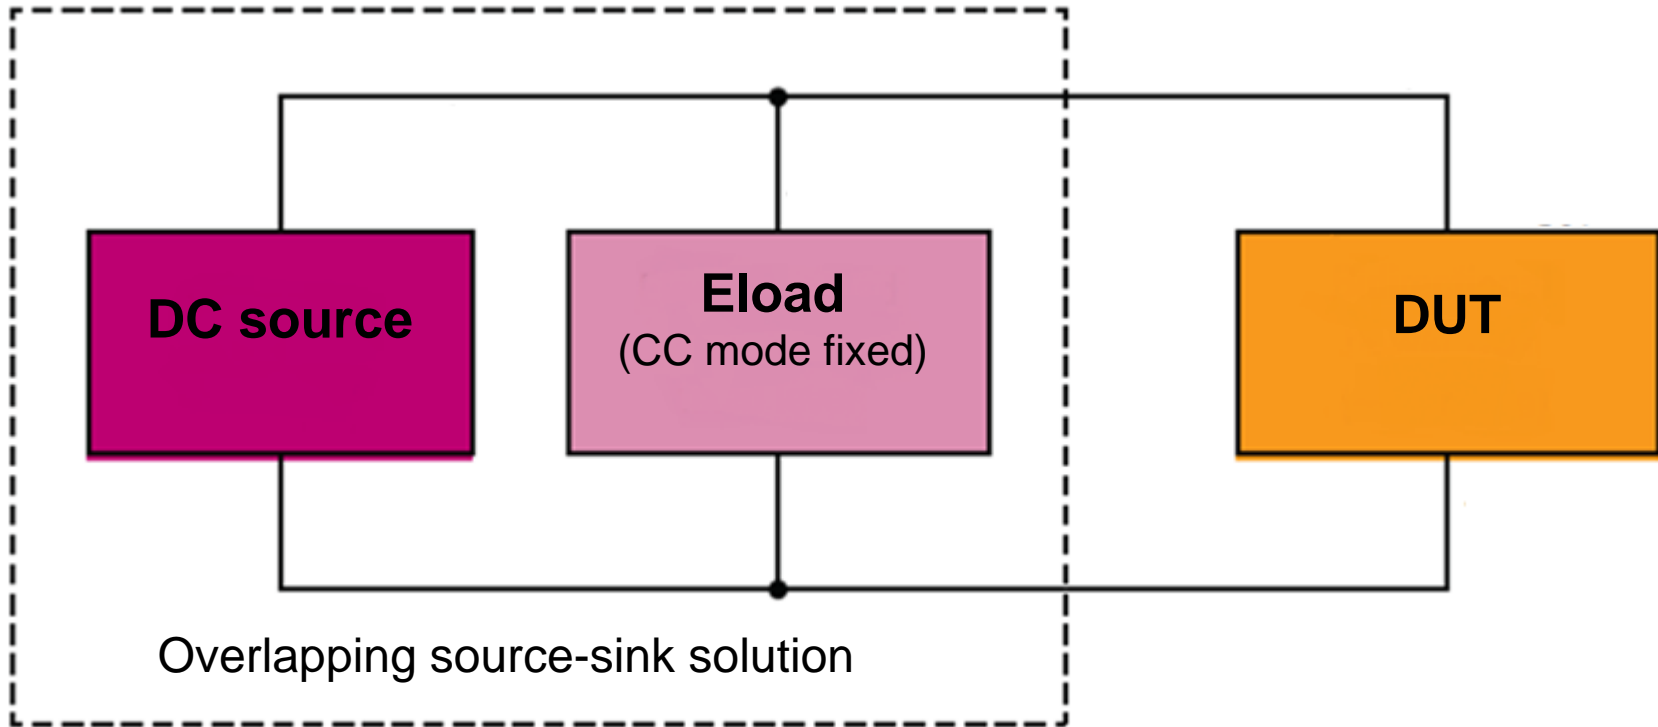 DC source
Eload
(CC mode fixed)
DUT
Overlapping source-sink solution